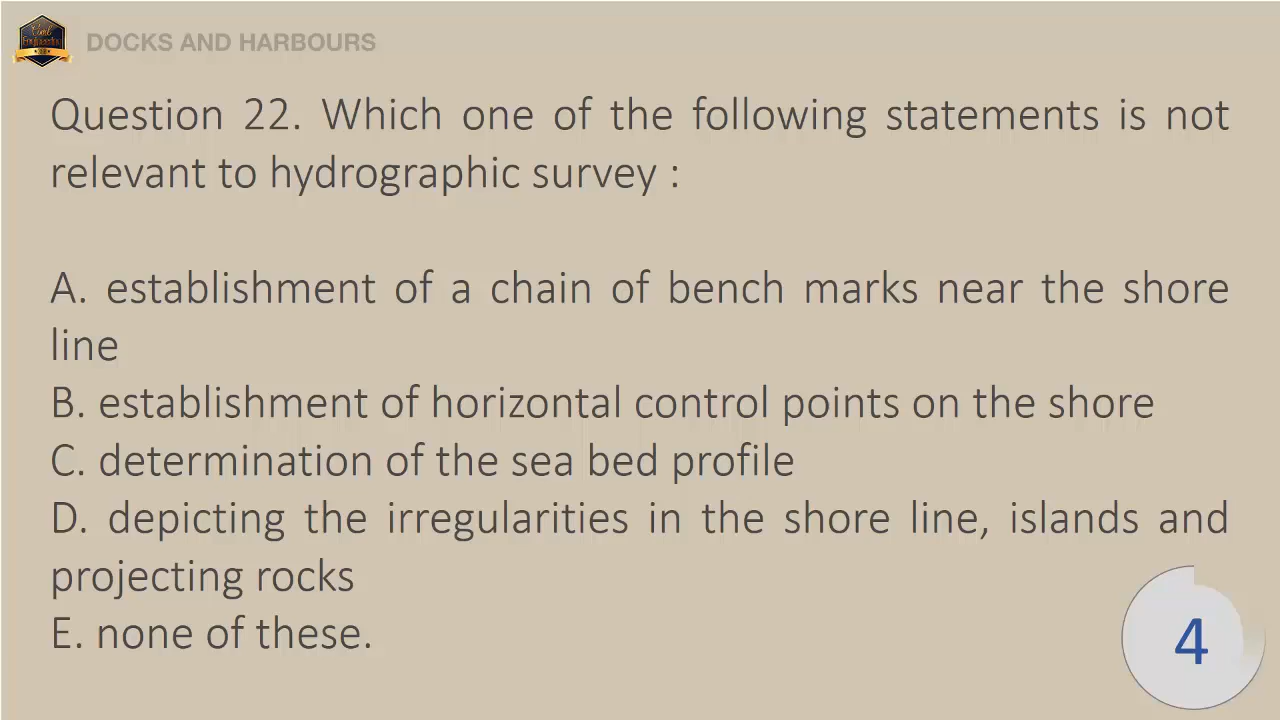 Civil
Engineering
DOCKS AND HARBOURS
Question 22. Which one of the following statements is not
relevant to hydrographic survey :
A. establishment of a chain of bench marks near the shore
line
B. establishment of horizontal control points on the shore
C. determination of the sea bed profile
D. depicting the irregularities in the shore line, islands and
projecting rocks
E. none of these.
4